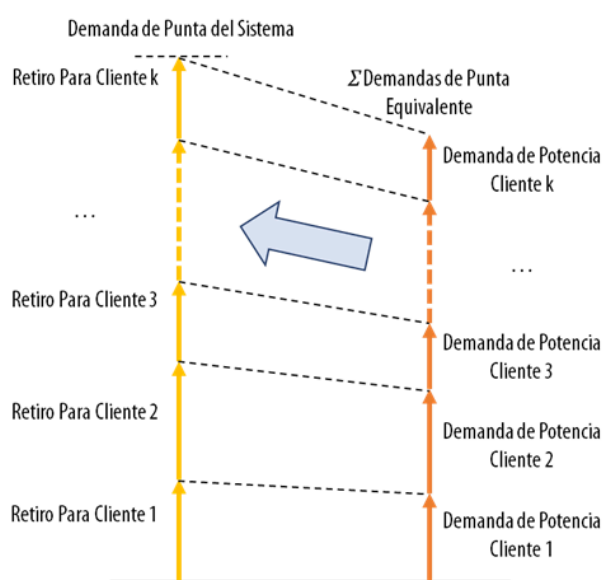 Demanda de Punta del Sistema
Retiro Para Cliente k
Σ Demandas de Punta
Equivalente
Demanda de Potencia
Cliente k
...
...
Retiro Para Cliente 3
Demanda de Potencia
Cliente 3
Retiro Para Cliente 2
Demanda de Potencia
Cliente 2
Retiro Para Cliente 1
Demanda de Potencia
Cliente 1